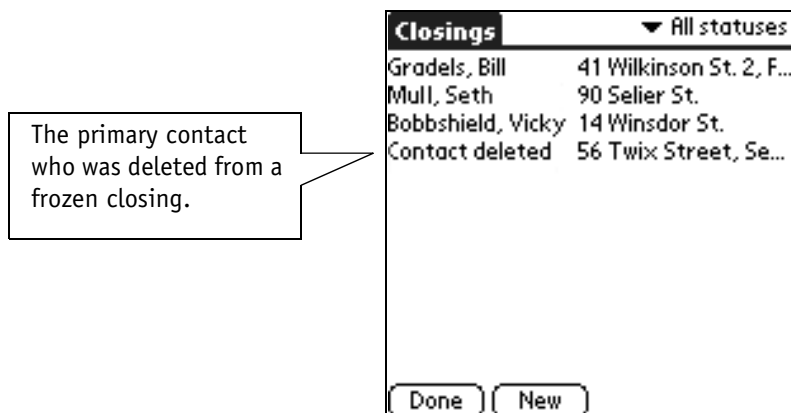 Closings
All statuses
Gradels, Bill 41 Wilkinson St. 2, F...
Mull, Seth 90 Selier St.
Bobbshield, Vicky 14 Winsdor St.
Contact deleted 56 Twix Street, Se...
The primary contact
who was deleted from a
frozen closing.
Done New